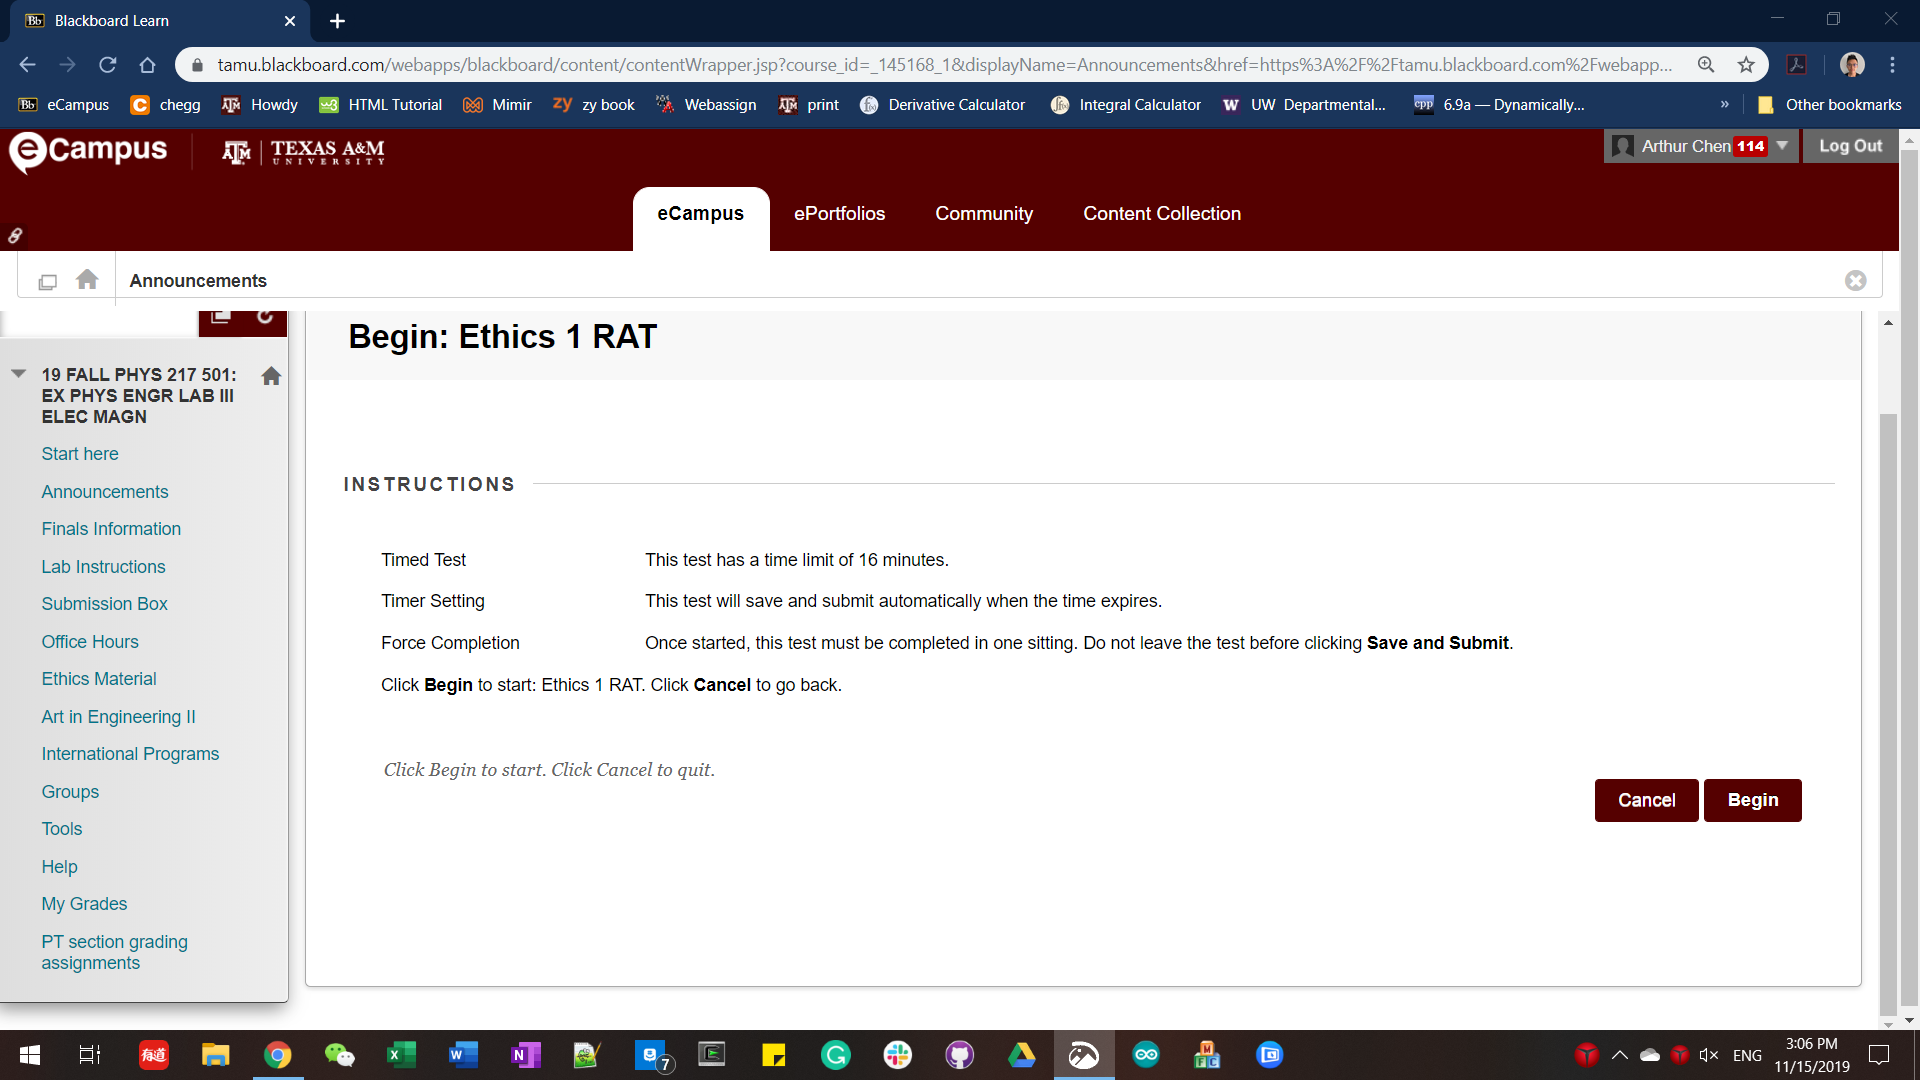 Blackboard Learn
tamu.blackboard.com/webapps/blackboard/content/contentWrapper.jsp?course_id=_145168_1&displayName=Announcements&href=https%3A%2F%2Ftamu.blackboard.com%2Fwebapp...
Bb eCampus
C chegg
Howdy
HTML Tutorial
Mimir
zy zy book
Webassign
print
Derivative Calculator
Integral Calculator
W UW Departmental...
cpp 6.9a — Dynamically...
»
Other bookmarks
eCampus
ATM TEXAS A&M
UNIVERSITY
Arthur Chen 114
Log Out
eCampus
ePortfolios
Community
Content Collection
Announcements
Begin: Ethics 1 RAT
19 FALL PHYS 217 501:
EX PHYS ENGR LAB III
ELEC MAGN
Start here
Announcements
Finals Information
Lab Instructions
Submission Box
Office Hours
Ethics Material
Art in Engineering II
International Programs
Groups
Tools
Help
My Grades
PT section grading
assignments
INSTRUCTIONS
Timed Test This test has a time limit of 16 minutes.
Timer Setting This test will save and submit automatically when the time expires.
Force Completion Once started, this test must be completed in one sitting. Do not leave the test before clicking Save and Submit.
Click Begin to start: Ethics 1 RAT. Click Cancel to go back.
Click Begin to start. Click Cancel to quit.
Cancel
Begin
有道
7
ENG
3:06 PM
11/15/2019